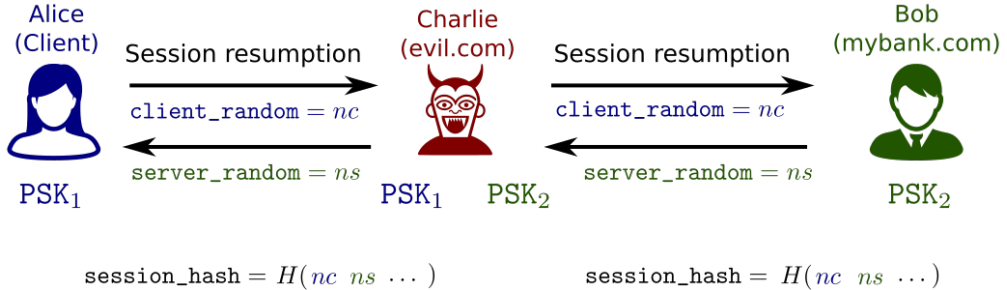 Alice
(Client)
Charlie
(evil.com)
Bob
(mybank.com)
Session resumption
Session resumption
client_random = nc
client_random = nc
server_random = ns
server_random = ns
PSK₁
PSK₁
PSK₂
PSK₂
session_hash = H( nc ns ⋯ )
session_hash = H( nc ns ⋯ )